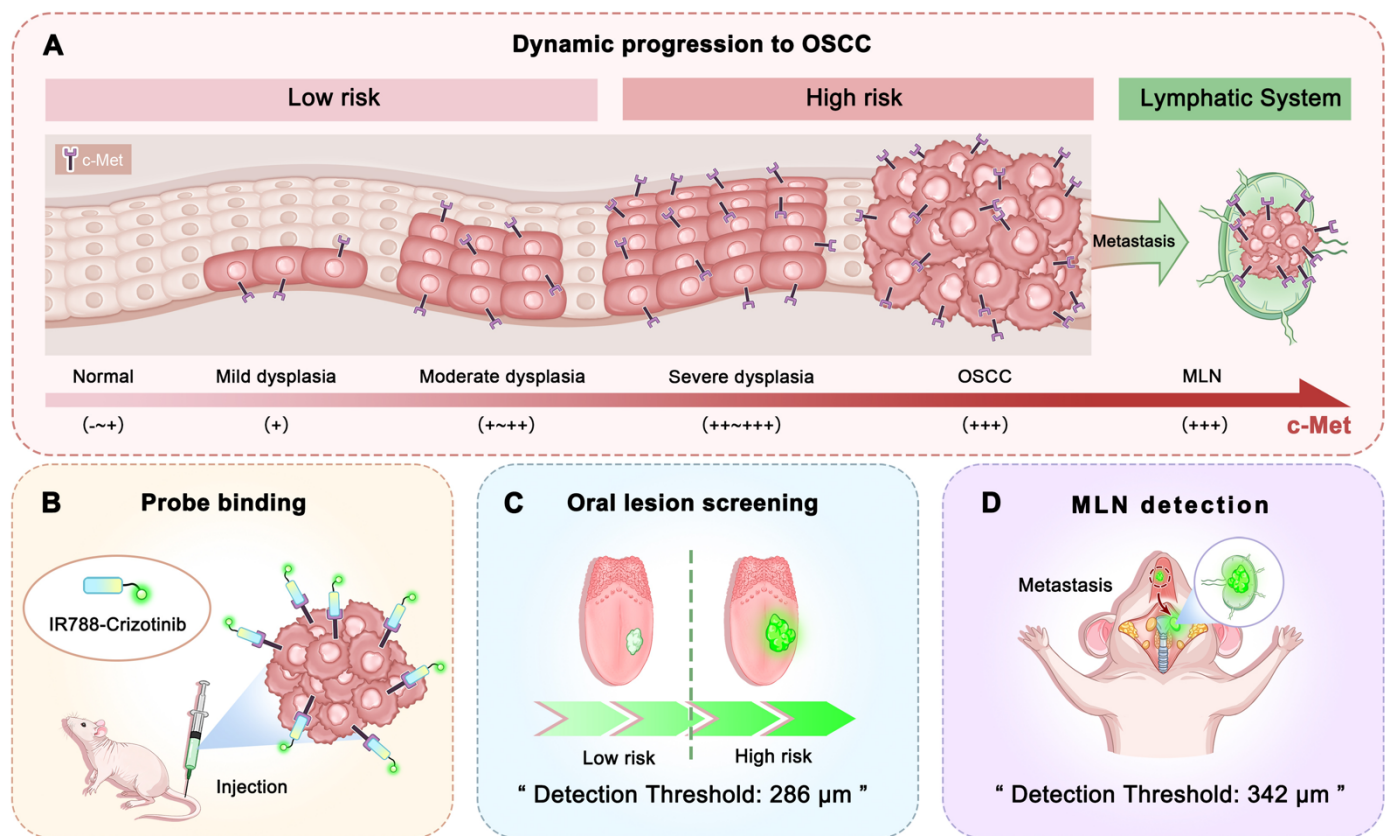 A
Dynamic progression to OSCC
Low risk
High risk
Lymphatic System
c-Met
Metastasis
Normal
Mild dysplasia
Moderate dysplasia
Severe dysplasia
OSCC
MLN
(-~+)
(+)
(+~++)
(++~+++)
(+++)
(+++)
c-Met
B
Probe binding
IR788-Crizotinib
Injection
C
Oral lesion screening
Low risk
High risk
“ Detection Threshold: 286 μm ”
D
MLN detection
Metastasis
“ Detection Threshold: 342 μm ”